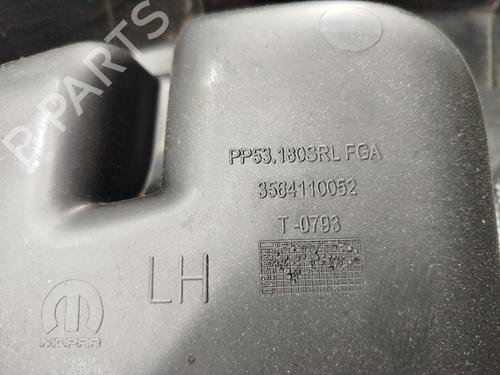 B-PARTS
PP53.180SRL FGA
3564110052
T-0793
LH
MOPAR